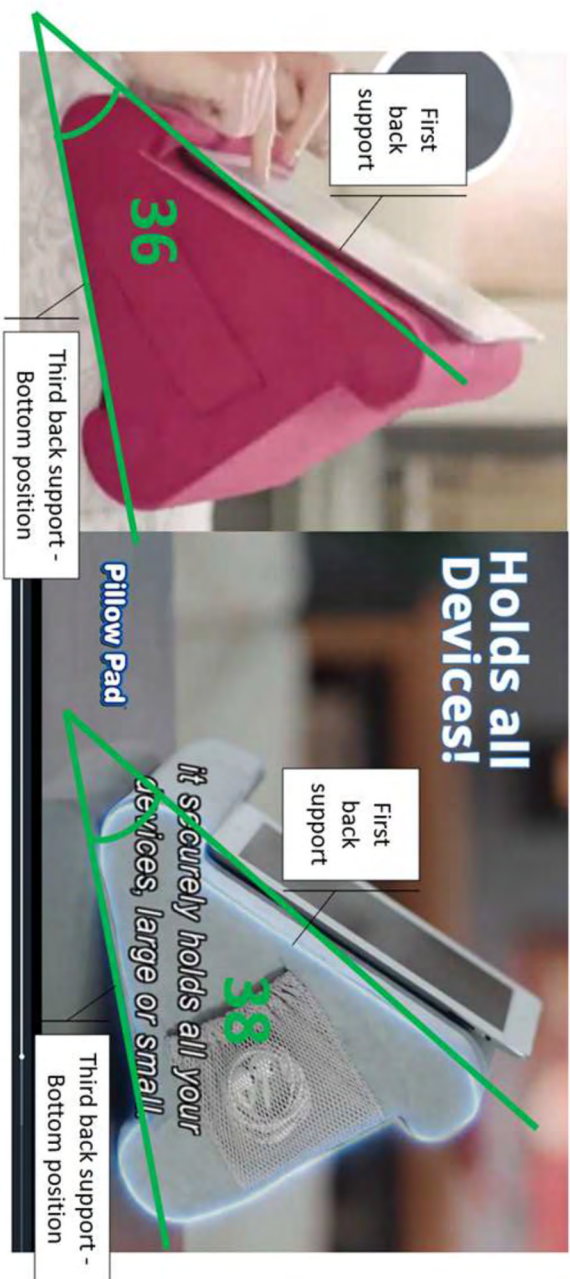 First
back
support
36
Third back support -
Bottom position
Holds all
Devices!
Pillow Pad
First
back
support
it securely holds all your
devices, large or small
38
Third back support -
Bottom position